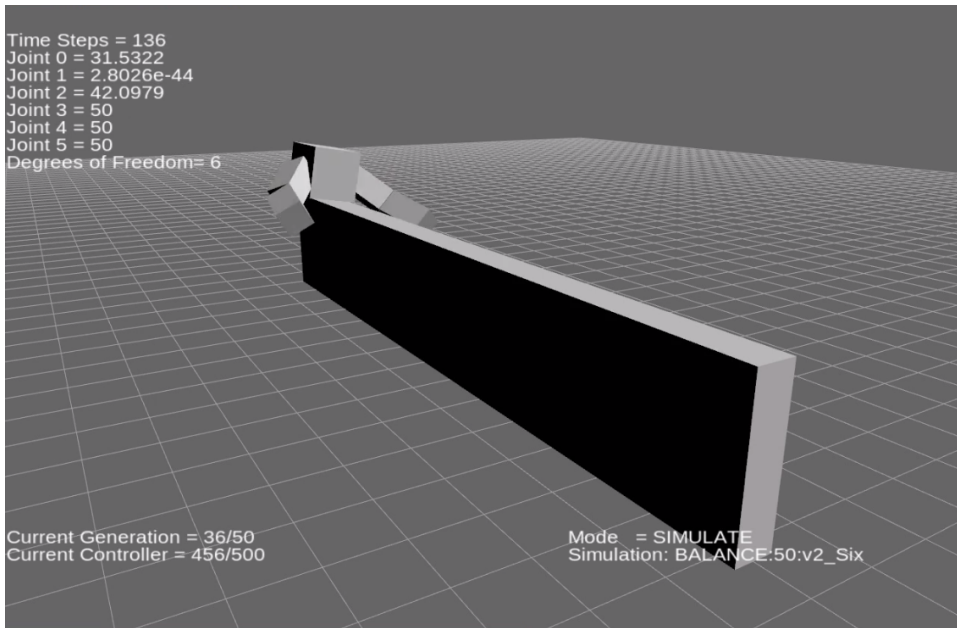 Time Steps = 136
Joint 0 = 31.5322
Joint 1 = 2.8026e-44
Joint 2 = 42.0979
Joint 3 = 50
Joint 4 = 50
Joint 5 = 50
Degrees of Freedom= 6
Current Generation = 36/50
Current Controller = 456/500
Mode = SIMULATE
Simulation: BALANCE:50:v2_Six